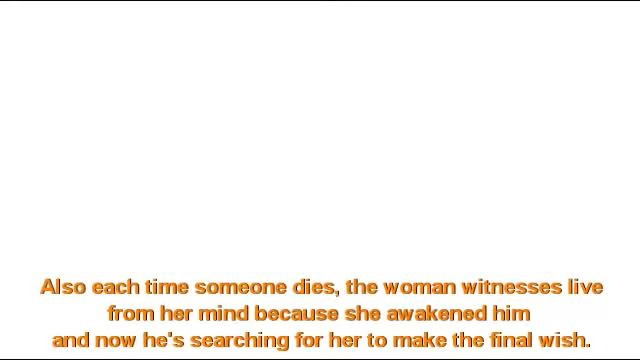 Also each time someone dies, the woman witnesses live
from her mind because she awakened him
and now he's searching for her to make the final wish.